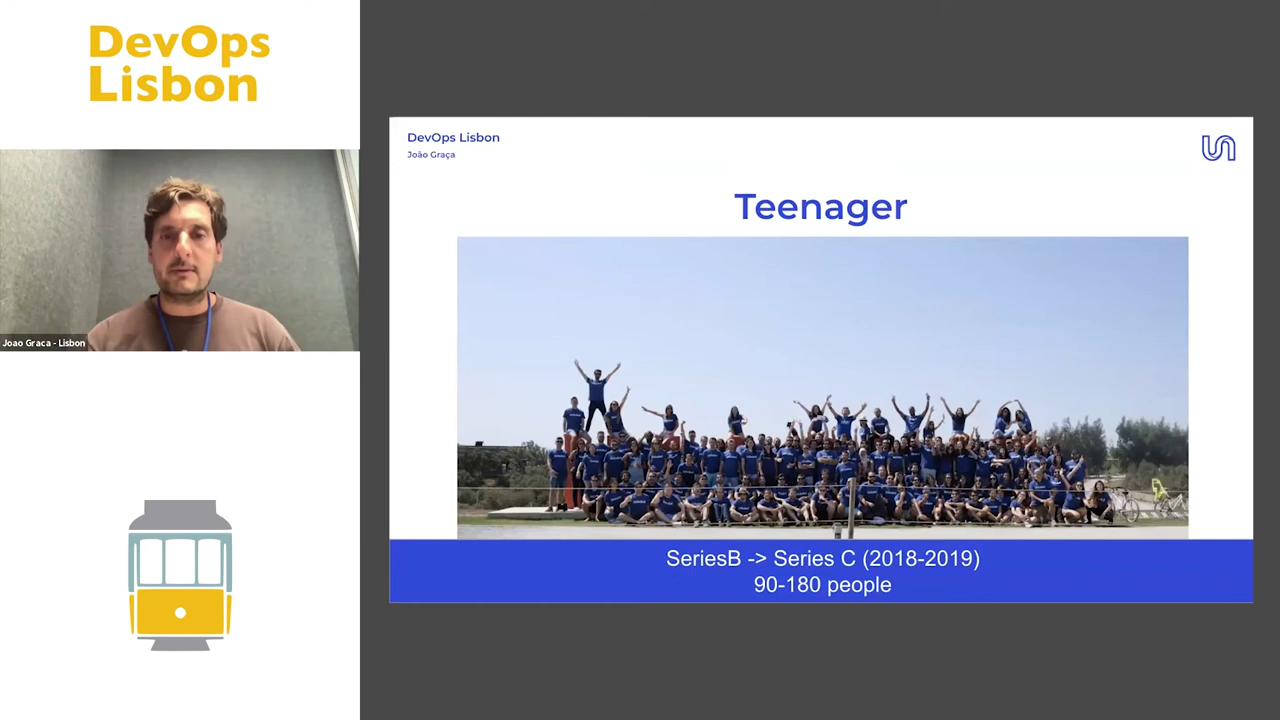 DevOps
Lisbon
Joao Graca - Lisbon
DevOps Lisbon
João Graça
Teenager
SeriesB -> Series C (2018-2019)
90-180 people